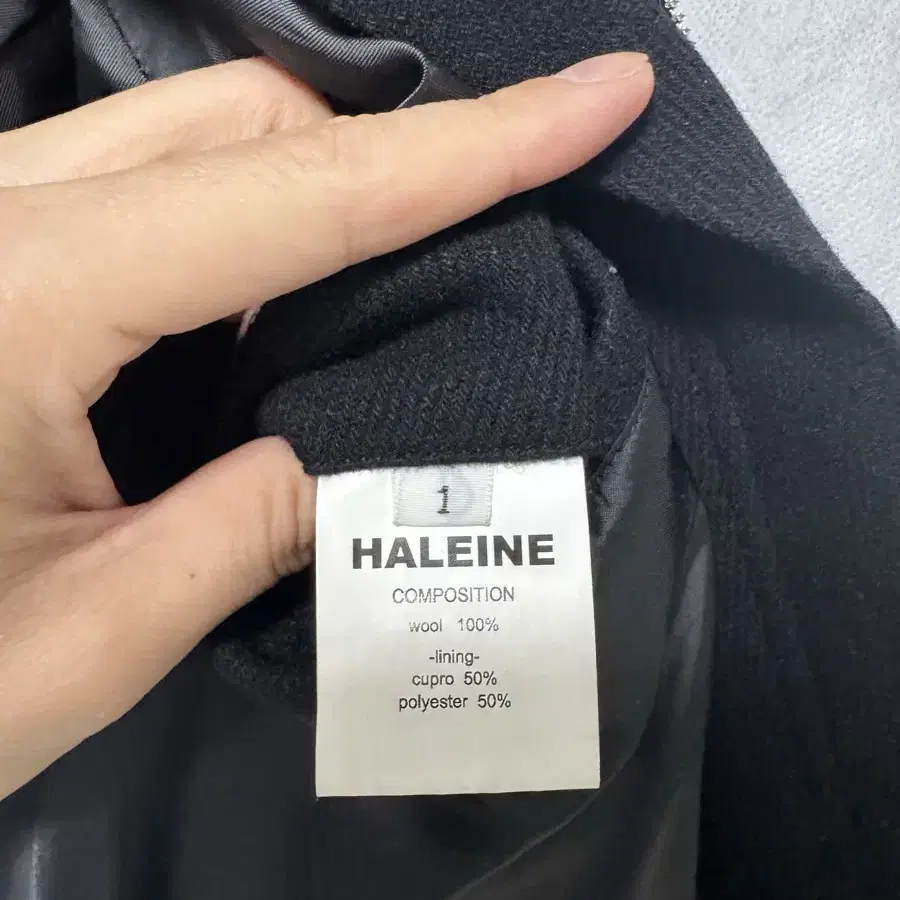 1
HALEINE
COMPOSITION
wool 100%
-lining-
cupro 50%
polyester 50%